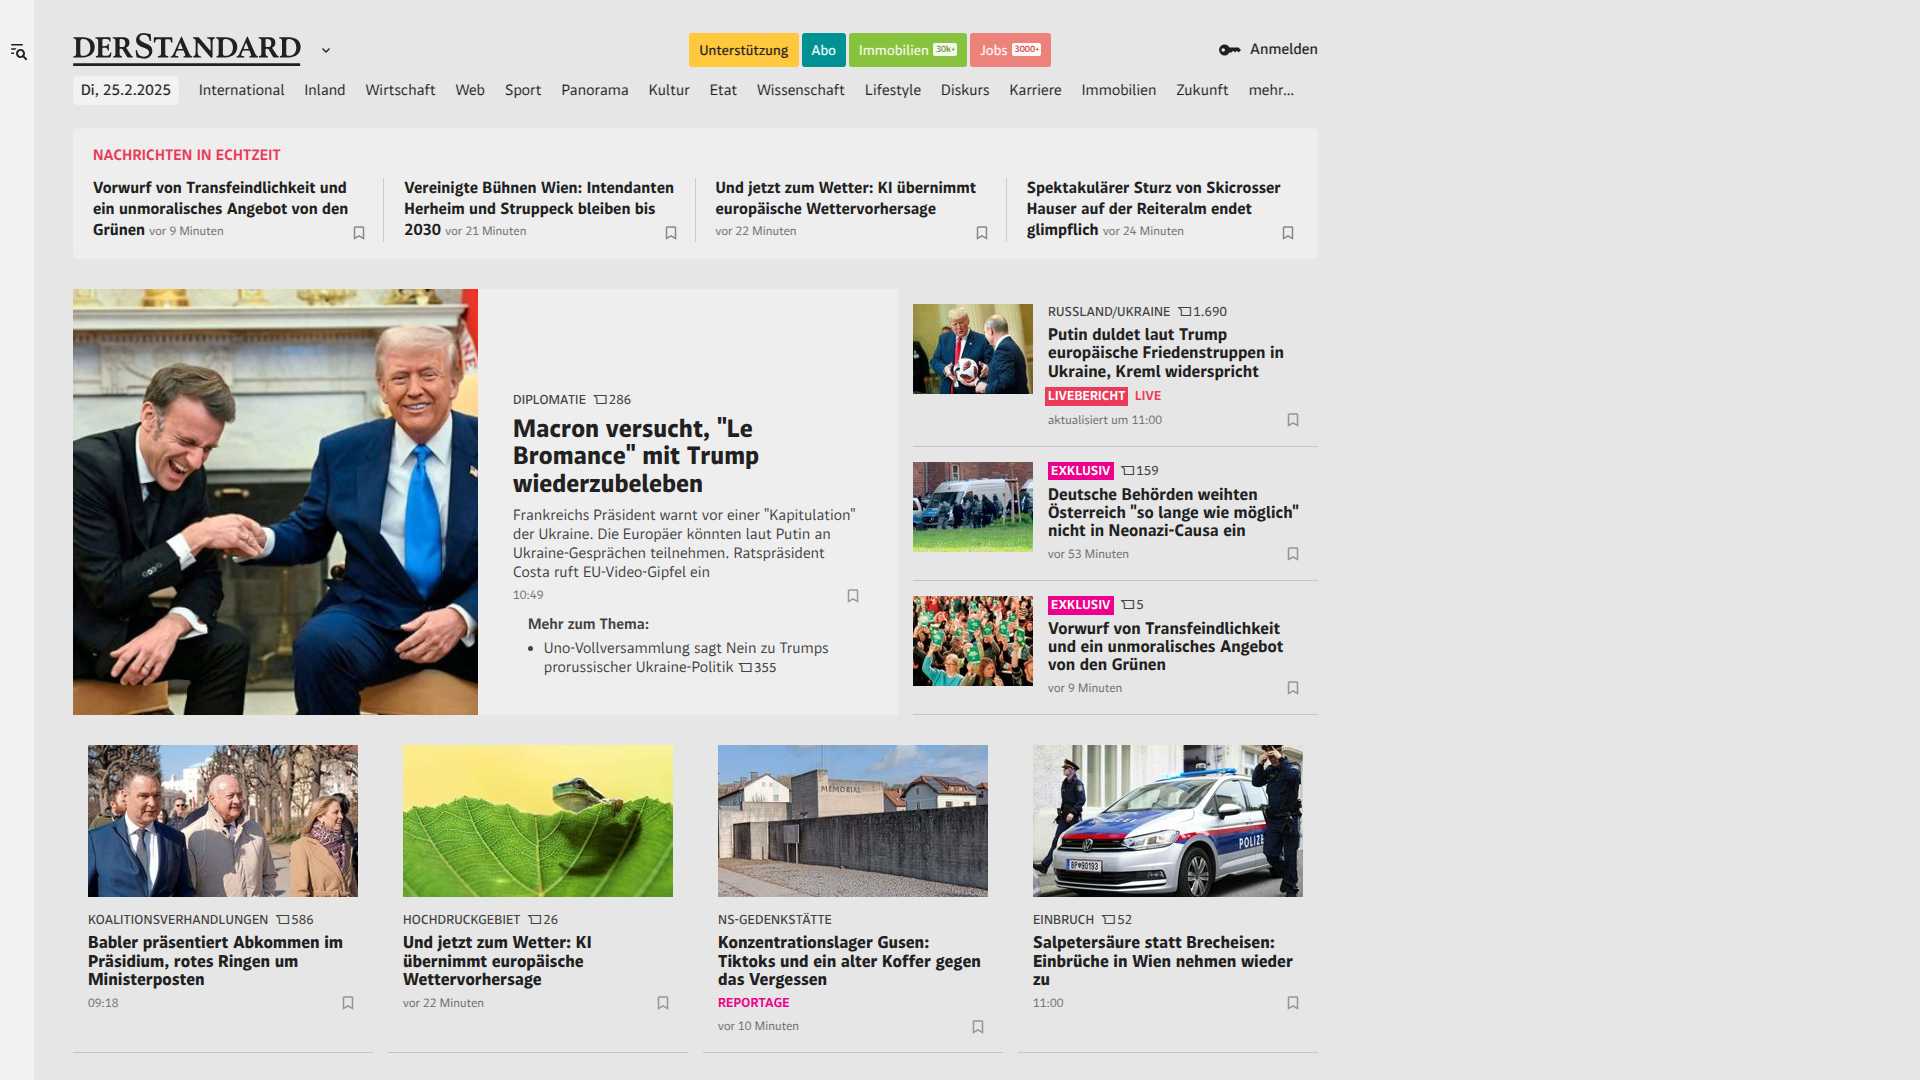 DERSTANDARD
Unterstützung
Abo
Immobilien 30k+
Jobs 3000+
Anmelden
Di, 25.2.2025
International
Inland
Wirtschaft
Web
Sport
Panorama
Kultur
Etat
Wissenschaft
Lifestyle
Diskurs
Karriere
Immobilien
Zukunft
mehr...
NACHRICHTEN IN ECHTZEIT
Vorwurf von Transfeindlichkeit und
ein unmoralisches Angebot von den
Grünen vor 9 Minuten
Vereinigte Bühnen Wien: Intendanten
Herheim und Struppeck bleiben bis
2030 vor 21 Minuten
Und jetzt zum Wetter: KI übernimmt
europäische Wettervorhersage
vor 22 Minuten
Spektakulärer Sturz von Skicrosser
Hauser auf der Reiteralm endet
glimpflich vor 24 Minuten
DIPLOMATIE 286
Macron versucht, "Le
Bromance" mit Trump
wiederzubeleben
Frankreichs Präsident warnt vor einer "Kapitulation"
der Ukraine. Die Europäer könnten laut Putin an
Ukraine-Gesprächen teilnehmen. Ratspräsident
Costa ruft EU-Video-Gipfel ein
10:49
Mehr zum Thema:
• Uno-Vollversammlung sagt Nein zu Trumps
prorussischer Ukraine-Politik 355
RUSSLAND/UKRAINE 1.690
Putin duldet laut Trump
europäische Friedenstruppen in
Ukraine, Kreml widerspricht
LIVEBERICHT LIVE
aktualisiert um 11:00
EXKLUSIV 159
Deutsche Behörden weihten
Österreich "so lange wie möglich"
nicht in Neonazi-Causa ein
vor 53 Minuten
EXKLUSIV 5
Vorwurf von Transfeindlichkeit
und ein unmoralisches Angebot
von den Grünen
vor 9 Minuten
KOALITIONSVERHANDLUNGEN 586
Babler präsentiert Abkommen im
Präsidium, rotes Ringen um
Ministerposten
09:18
HOCHDRUCKGEBIET 26
Und jetzt zum Wetter: KI
übernimmt europäische
Wettervorhersage
vor 22 Minuten
MEMORIAL
NS-GEDENKSTÄTTE
Konzentrationslager Gusen:
Tiktoks und ein alter Koffer gegen
das Vergessen
REPORTAGE
vor 10 Minuten
POLIZEI
BP 90193
EINBRUCH 52
Salpetersäure statt Brecheisen:
Einbrüche in Wien nehmen wieder
zu
11:00